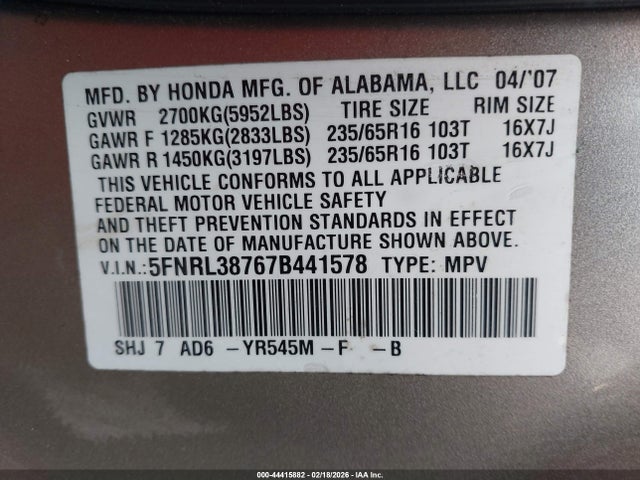 MFD. BY HONDA MFG. OF ALABAMA, LLC 04/'07
GVWR 2700KG(5952LBS) TIRE SIZE RIM SIZE
GAWR F 1285KG(2833LBS) 235/65R16 103T 16X7J
GAWR R 1450KG(3197LBS) 235/65R16 103T 16X7J
THIS VEHICLE CONFORMS TO ALL APPLICABLE
FEDERAL MOTOR VEHICLE SAFETY
AND THEFT PREVENTION STANDARDS IN EFFECT
ON THE DATE OF MANUFACTURE SHOWN ABOVE.
V.I.N.: 5FNRL38767B441578 TYPE: MPV
SHJ 7 AD6 -YR545M-F -B
000-44415882 - 02/18/2026 - IAAI Inc.